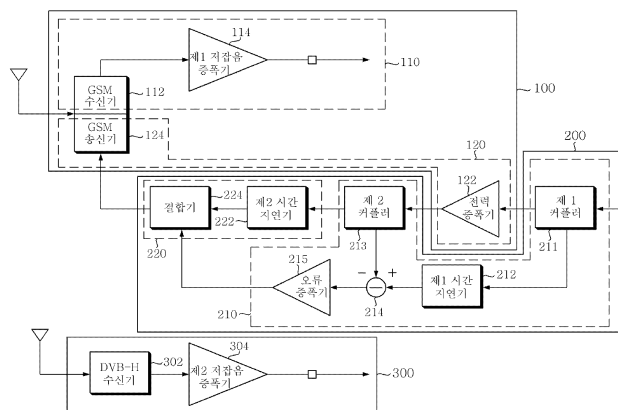 114
제1 저잡음
증폭기
110
GSM
수신기
112
GSM
송신기
124
100
200
120
122
전력
증폭기
제 1
커플러
211
제 2
커플러
213
224
결합기
제2 시간
지연기
222
220
215
오류
증폭기
210
−
+
214
제1 시간
지연기
212
DVB-H
수신기
302
304
제2 저잡음
증폭기
300